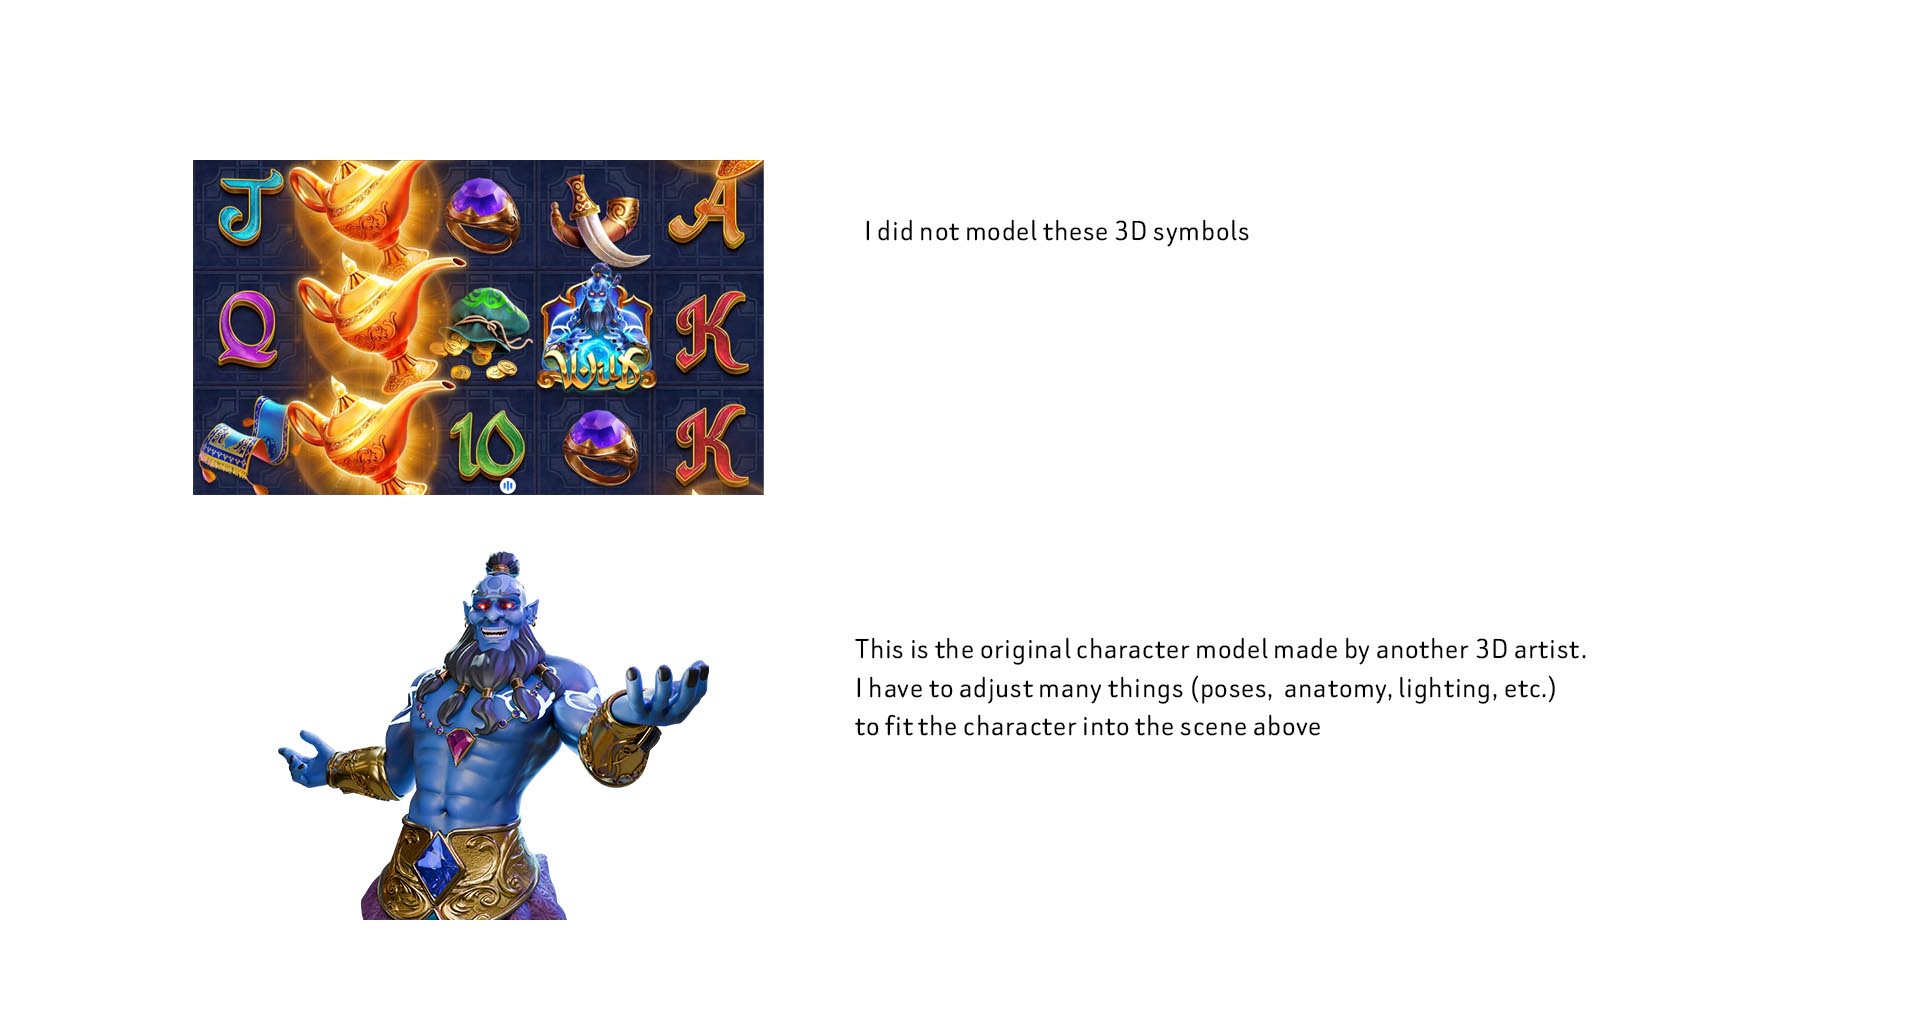 J
A
I did not model these 3D symbols
Q
Wild
K
10
K
This is the original character model made by another 3D artist.
I have to adjust many things (poses, anatomy, lighting, etc.)
to fit the character into the scene above